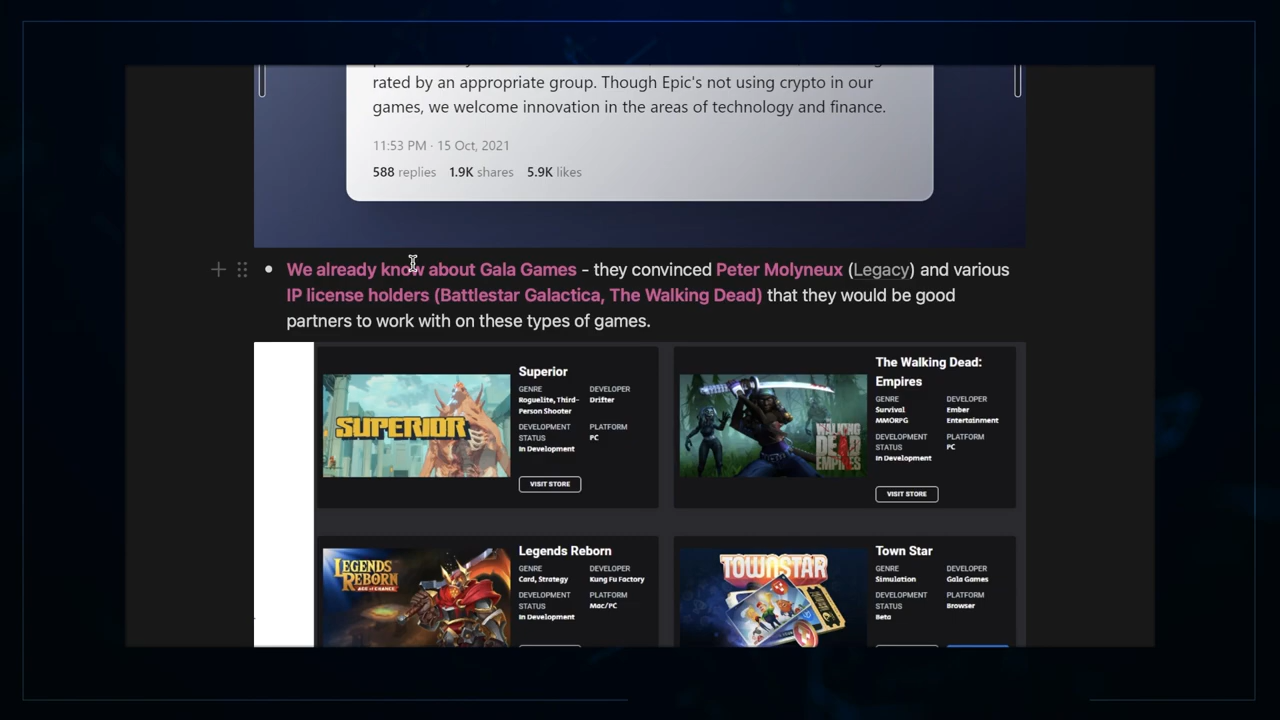 rated by an appropriate group. Though Epic's not using crypto in our
games, we welcome innovation in the areas of technology and finance.
11:53 PM · 15 Oct, 2021
588 replies 1.9K shares 5.9K likes
• We already know about Gala Games - they convinced Peter Molyneux (Legacy) and various
IP license holders (Battlestar Galactica, The Walking Dead) that they would be good
partners to work with on these types of games.
SUPERIOR
Superior
GENRE DEVELOPER
Roguelite, Third- Drifter
Person Shooter
DEVELOPMENT PLATFORM
STATUS PC
In Development
VISIT STORE
THE WALKING DEAD EMPIRES
The Walking Dead:
Empires
GENRE DEVELOPER
Survival Ember
MMORPG Entertainment
DEVELOPMENT PLATFORM
STATUS PC
In Development
VISIT STORE
LEGENDS
REBORN
Legends Reborn
GENRE DEVELOPER
Card, Strategy Kung Fu Factory
DEVELOPMENT PLATFORM
STATUS Mac/PC
In Development
TOWNSTAR
Town Star
GENRE DEVELOPER
Simulation Gala Games
DEVELOPMENT PLATFORM
STATUS Browser
Beta